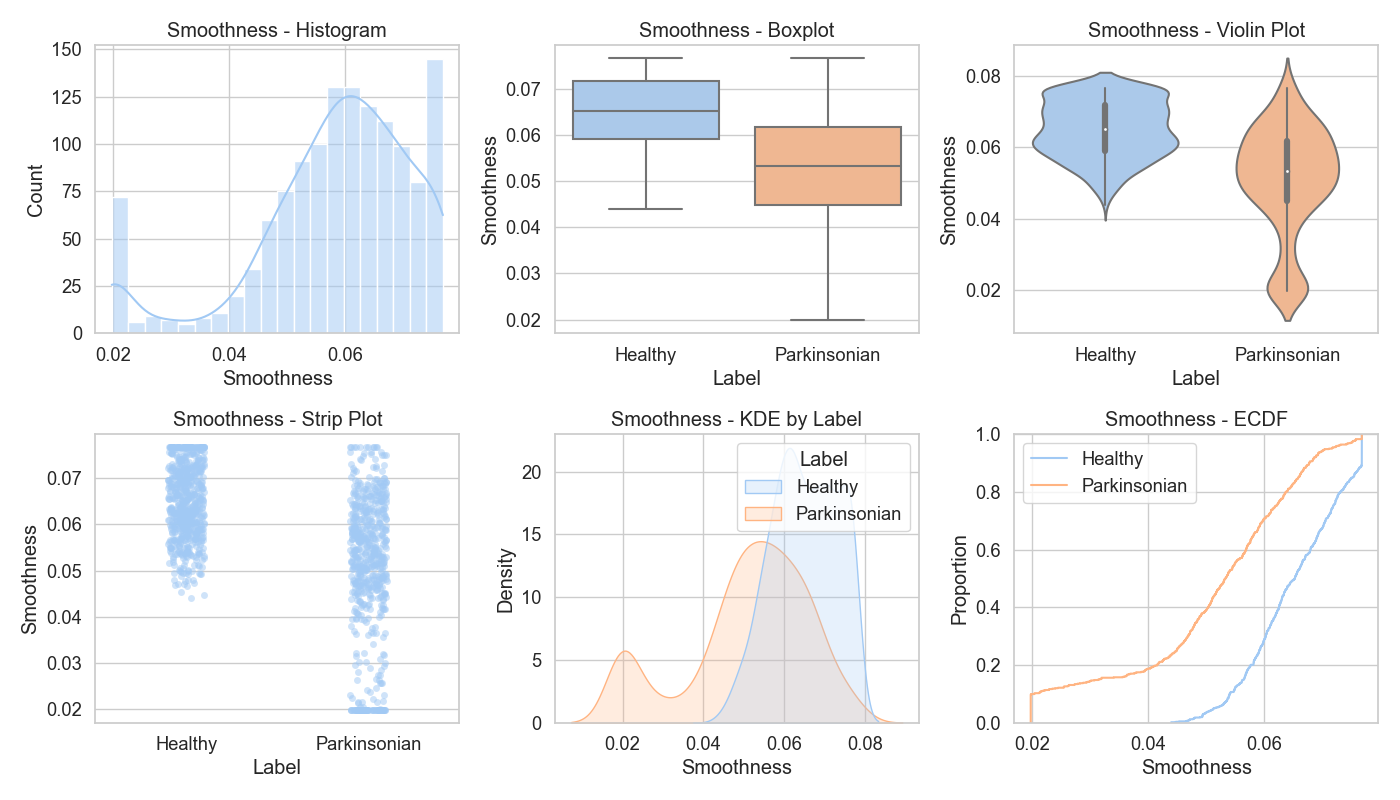 Smoothness - Histogram
150
125
100
75
50
25
0
Count
0.02 0.04 0.06
Smoothness
Smoothness - Boxplot
0.07
0.06
0.05
0.04
0.03
0.02
Smoothness
Healthy Parkinsonian
Label
Smoothness - Violin Plot
0.08
0.06
0.04
0.02
Smoothness
Healthy Parkinsonian
Label
Smoothness - Strip Plot
0.07
0.06
0.05
0.04
0.03
0.02
Smoothness
Healthy Parkinsonian
Label
Smoothness - KDE by Label
Label
Healthy
Parkinsonian
20
15
10
5
0
Density
0.02 0.04 0.06 0.08
Smoothness
Smoothness - ECDF
Healthy
Parkinsonian
1.0
0.8
0.6
0.4
0.2
0.0
Proportion
0.02 0.04 0.06
Smoothness